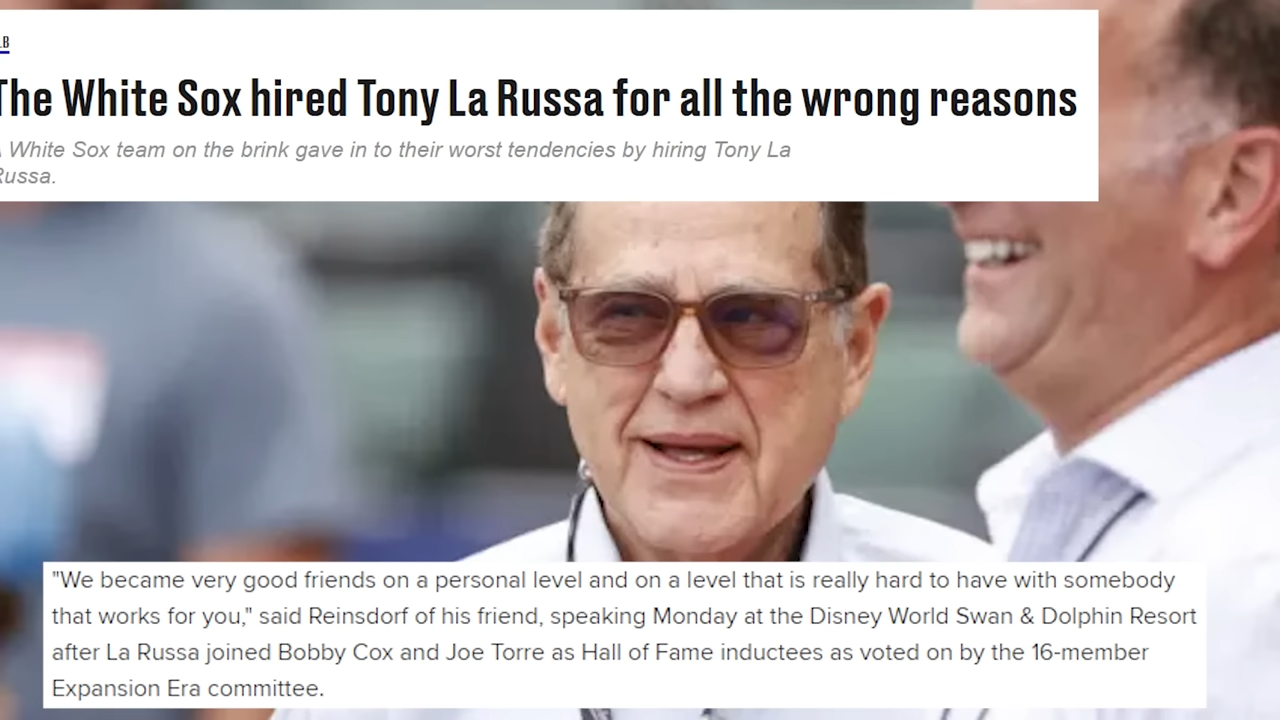 LB
The White Sox hired Tony La Russa for all the wrong reasons
A White Sox team on the brink gave in to their worst tendencies by hiring Tony La
Russa.
"We became very good friends on a personal level and on a level that is really hard to have with somebody
that works for you," said Reinsdorf of his friend, speaking Monday at the Disney World Swan & Dolphin Resort
after La Russa joined Bobby Cox and Joe Torre as Hall of Fame inductees as voted on by the 16-member
Expansion Era committee.